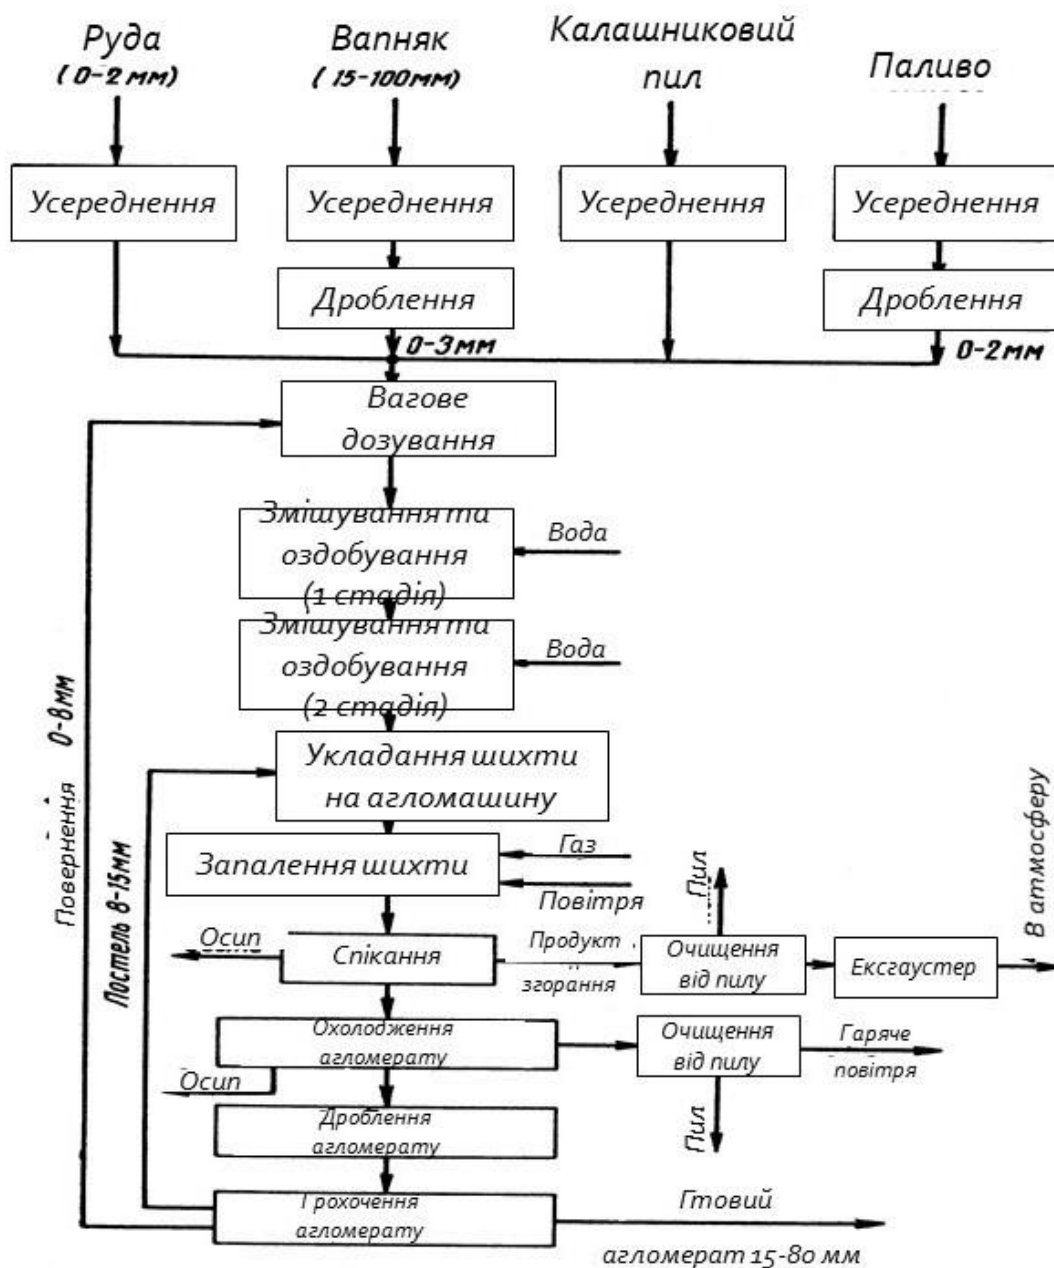 Руда
(0-2 мм)
Вапняк
(15-100мм)
Калашниковий
пил
Паливо
Усереднення
Усереднення
Усереднення
Усереднення
Дроблення
Дроблення
0-3мм
0-2мм
Вагове
дозування
Змішування та
оздобування
(1 стадія)
Вода
Змішування та
оздобування
(2 стадія)
Вода
Повернення 0-8мм
Постель 8-15мм
Укладання шихти
на агломашину
Запалення шихти
Газ
Повітря
Осип
Спікання
Продукт
згорання
Пил
Очищення
від пилу
Ексгаустер
В атмосферу
Охолодження
агломерату
Осип
Очищення
від пилу
Гаряче
повітря
Пил
Дроблення
агломерату
Грохочення
агломерату
Гтовий
агломерат 15-80 мм